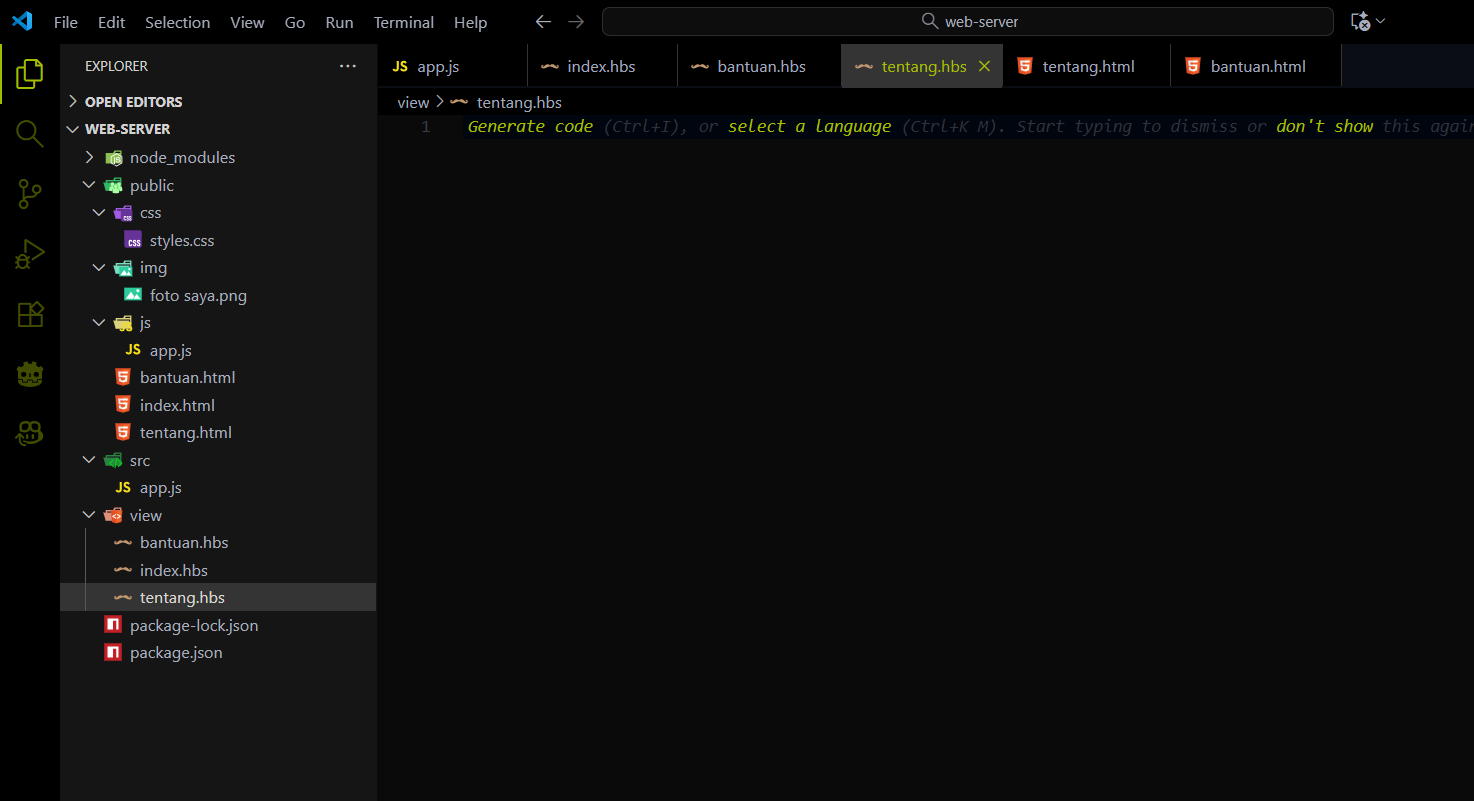 File Edit Selection View Go Run Terminal Help web-server
EXPLORER ...
JS app.js index.hbs bantuan.hbs tentang.hbs tentang.html bantuan.html
view > tentang.hbs
1 Generate code (Ctrl+I), or select a language (Ctrl+K M). Start typing to dismiss or don't show this again
OPEN EDITORS
WEB-SERVER
node_modules
public
css
styles.css
img
foto saya.png
js
JS app.js
bantuan.html
index.html
tentang.html
src
JS app.js
view
bantuan.hbs
index.hbs
tentang.hbs
package-lock.json
package.json